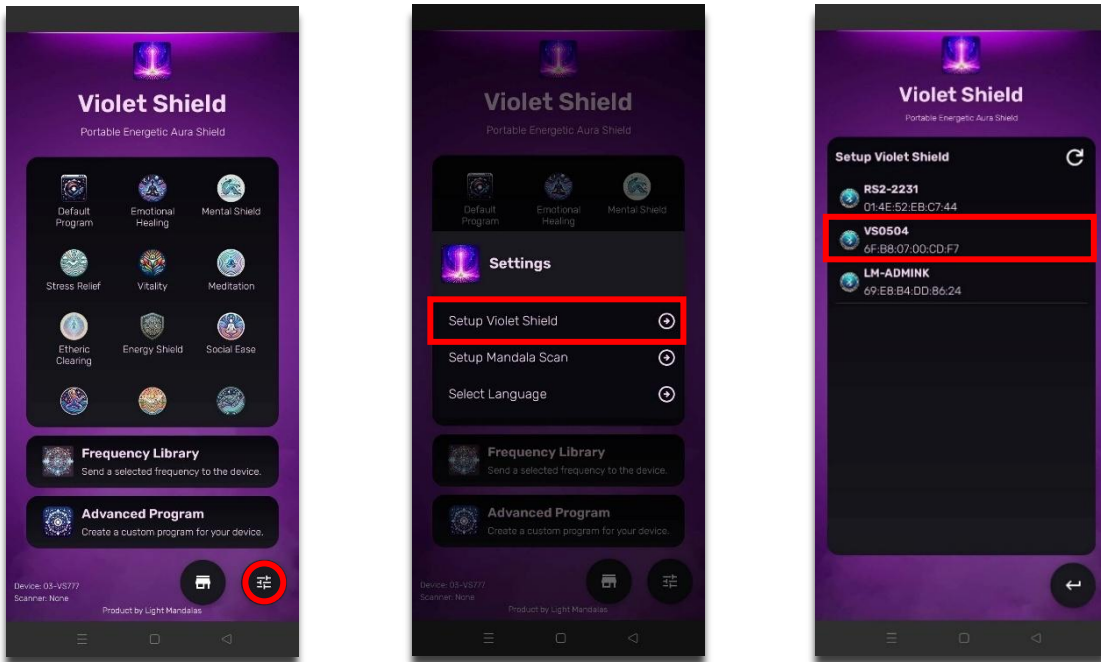 Violet Shield
Portable Energetic Aura Shield
Default
Program
Emotional
Healing
Mental Shield
Stress Relief
Vitality
Meditation
Etheric
Clearing
Energy Shield
Social Ease
Frequency Library
Send a selected frequency to the device.
Advanced Program
Create a custom program for your device.
Device: 03-VS777
Scanner: None
Product by Light Mandalas
Violet Shield
Portable Energetic Aura Shield
Default
Program
Emotional
Healing
Mental Shield
Settings
Setup Violet Shield
Setup Mandala Scan
Select Language
Frequency Library
Send a selected frequency to the device.
Advanced Program
Create a custom program for your device.
Device: 03-VS777
Scanner: None
Product by Light Mandalas
Violet Shield
Portable Energetic Aura Shield
Setup Violet Shield
RS2-2231
01:4E:52:EB:C7:44
VS0504
6F:B8:07:00:CD:F7
LM-ADMINK
69:E8:B4:DD:86:24